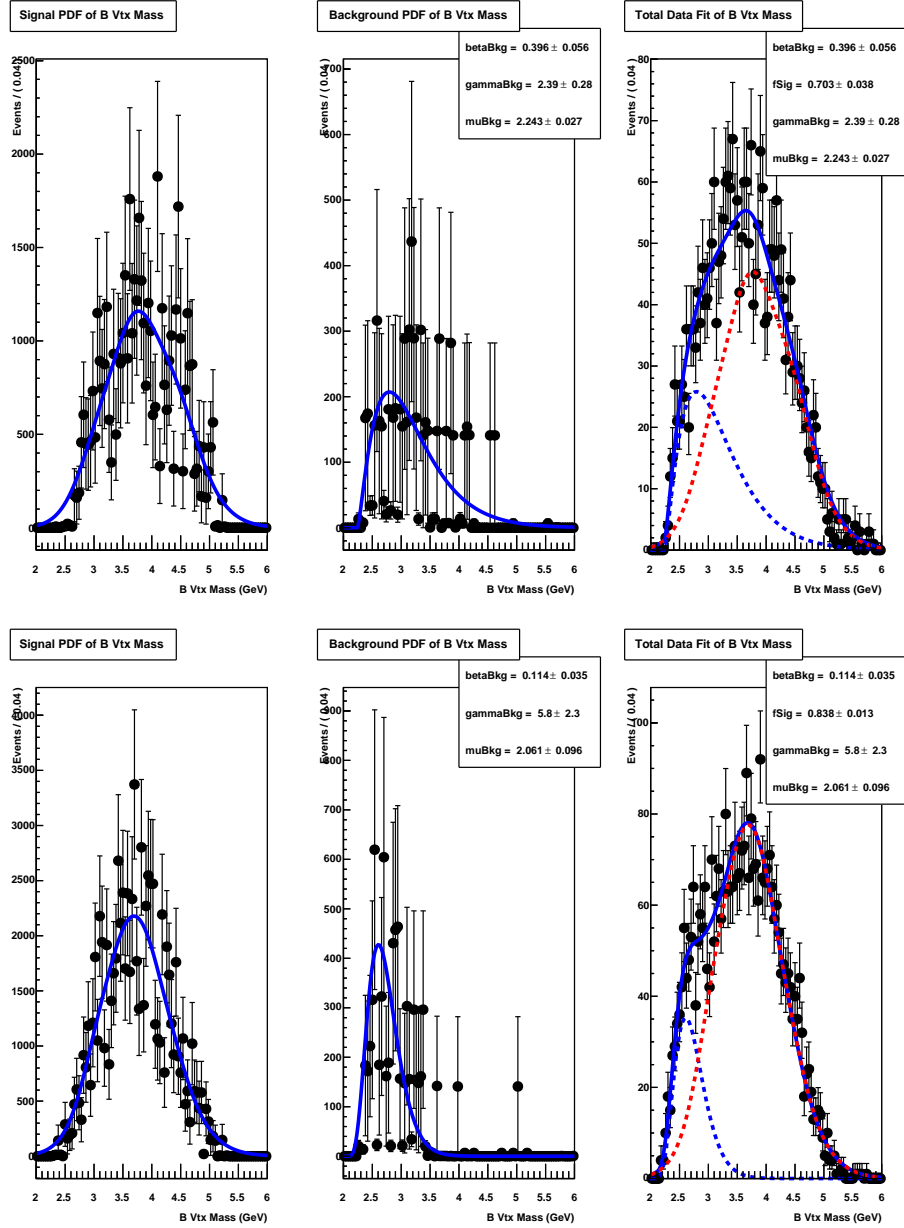 Signal PDF of B Vtx Mass
Background PDF of B Vtx Mass
Total Data Fit of B Vtx Mass
betaBkg = 0.396 ± 0.056
gammaBkg = 2.39 ± 0.28
muBkg = 2.243 ± 0.027
betaBkg = 0.396 ± 0.056
fSig = 0.703 ± 0.038
gammaBkg = 2.39 ± 0.28
muBkg = 2.243 ± 0.027
Events / ( 0.04 )
2500
2000
1500
1000
500
0
2 2.5 3 3.5 4 4.5 5 5.5 6
B Vtx Mass (GeV)
Events / ( 0.04 )
700
600
500
400
300
200
100
0
2 2.5 3 3.5 4 4.5 5 5.5 6
B Vtx Mass (GeV)
Events / ( 0.04 )
80
70
60
50
40
30
20
10
0
2 2.5 3 3.5 4 4.5 5 5.5 6
B Vtx Mass (GeV)
Signal PDF of B Vtx Mass
Background PDF of B Vtx Mass
Total Data Fit of B Vtx Mass
betaBkg = 0.114 ± 0.035
gammaBkg = 5.8 ± 2.3
muBkg = 2.061 ± 0.096
betaBkg = 0.114 ± 0.035
fSig = 0.838 ± 0.013
gammaBkg = 5.8 ± 2.3
muBkg = 2.061 ± 0.096
Events / ( 0.04 )
4000
3500
3000
2500
2000
1500
1000
500
0
2 2.5 3 3.5 4 4.5 5 5.5 6
B Vtx Mass (GeV)
Events / ( 0.04 )
900
800
700
600
500
400
300
200
100
0
2 2.5 3 3.5 4 4.5 5 5.5 6
B Vtx Mass (GeV)
Events / ( 0.04 )
100
80
60
40
20
0
2 2.5 3 3.5 4 4.5 5 5.5 6
B Vtx Mass (GeV)